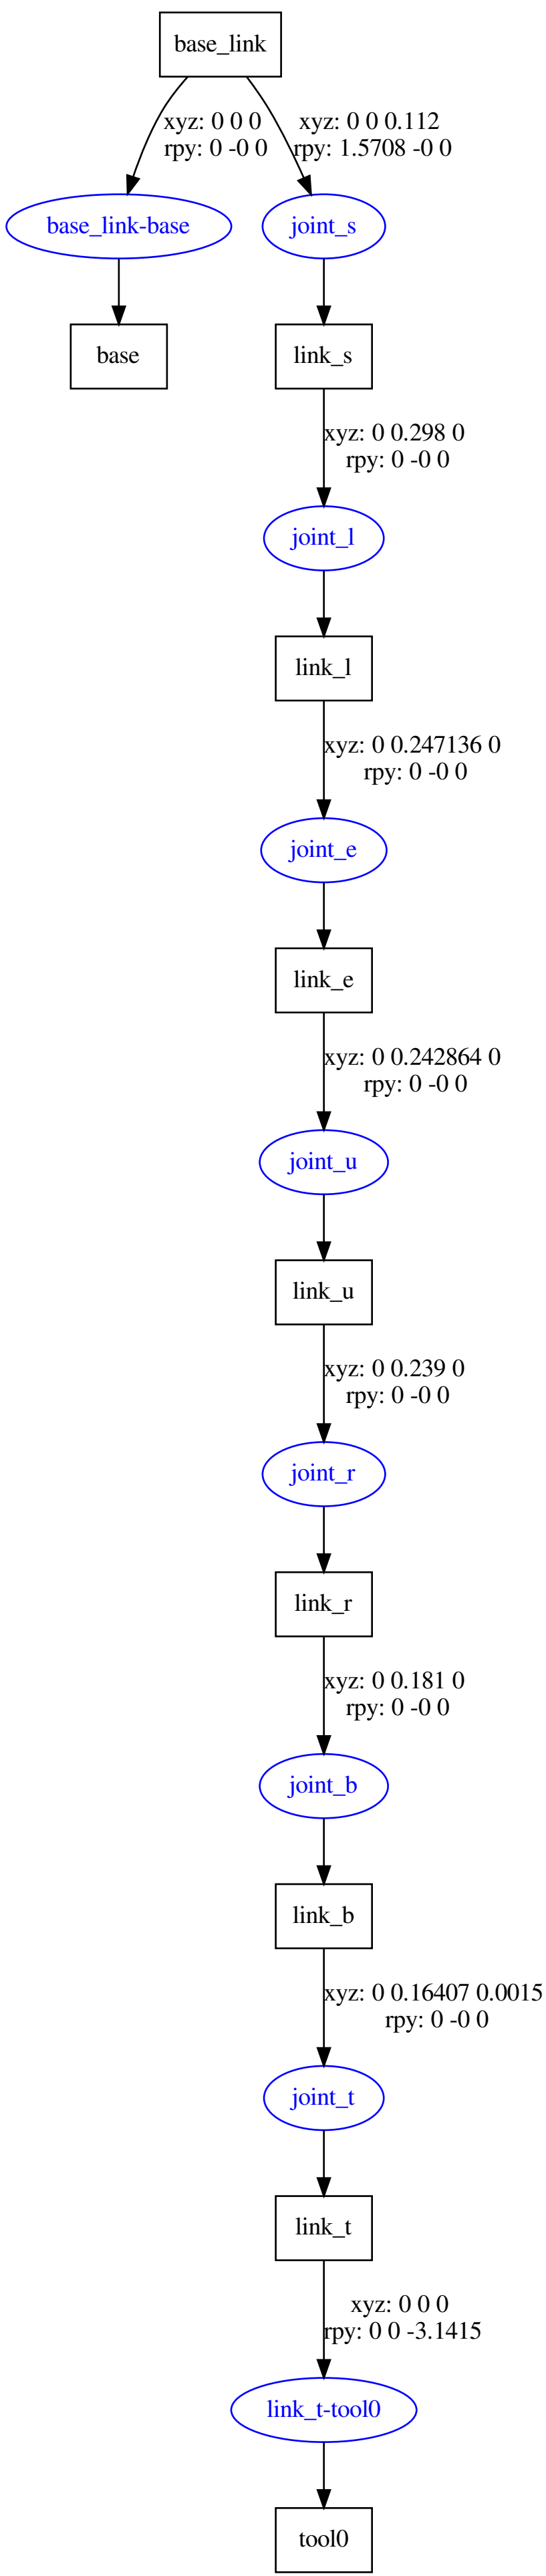 base_link
xyz: 0 0 0
rpy: 0 -0 0
xyz: 0 0 0.112
rpy: 1.5708 -0 0
base_link-base
joint_s
base
link_s
xyz: 0 0.298 0
rpy: 0 -0 0
joint_l
link_l
xyz: 0 0.247136 0
rpy: 0 -0 0
joint_e
link_e
xyz: 0 0.242864 0
rpy: 0 -0 0
joint_u
link_u
xyz: 0 0.239 0
rpy: 0 -0 0
joint_r
link_r
xyz: 0 0.181 0
rpy: 0 -0 0
joint_b
link_b
xyz: 0 0.16407 0.0015
rpy: 0 -0 0
joint_t
link_t
xyz: 0 0 0
rpy: 0 0 -3.1415
link_t-tool0
tool0